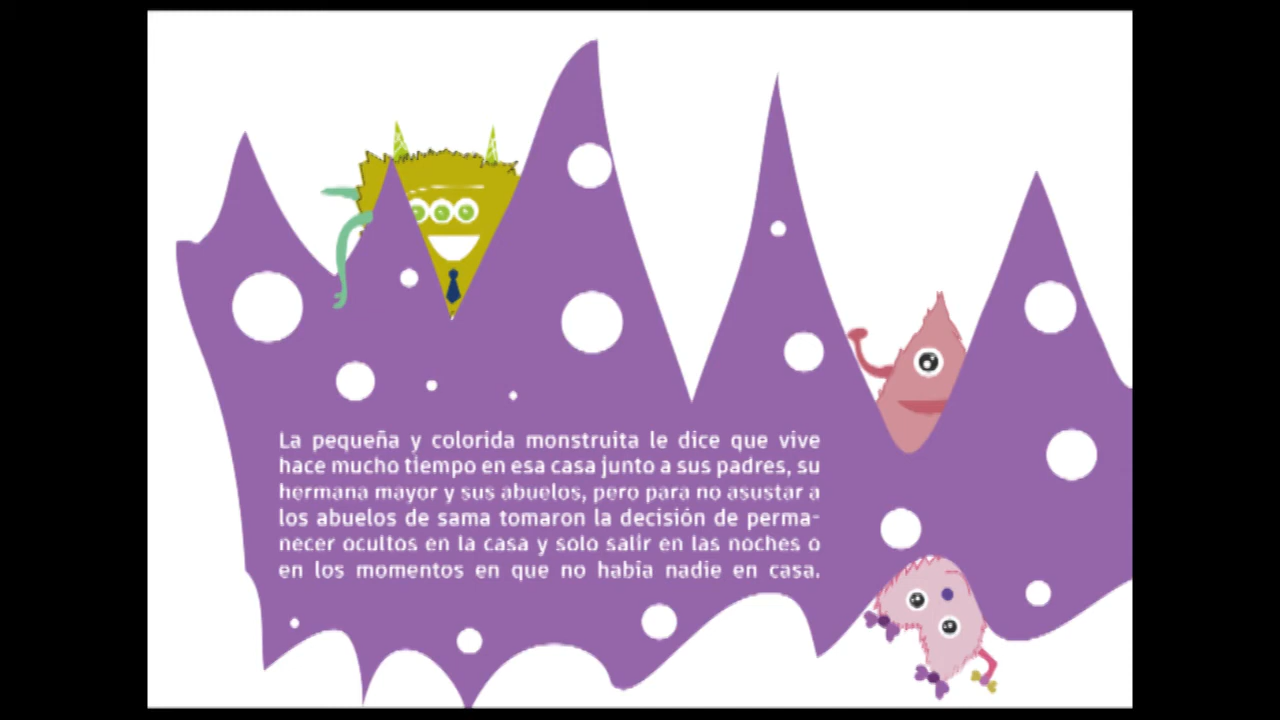 La pequeña y colorida monstruita le dice que vive
hace mucho tiempo en esa casa junto a sus padres, su
hermana mayor y sus abuelos, pero para no asustar a
los abuelos de sama tomaron la decisión de perma-
necer ocultos en la casa y solo salir en las noches o
en los momentos en que no habia nadie en casa.